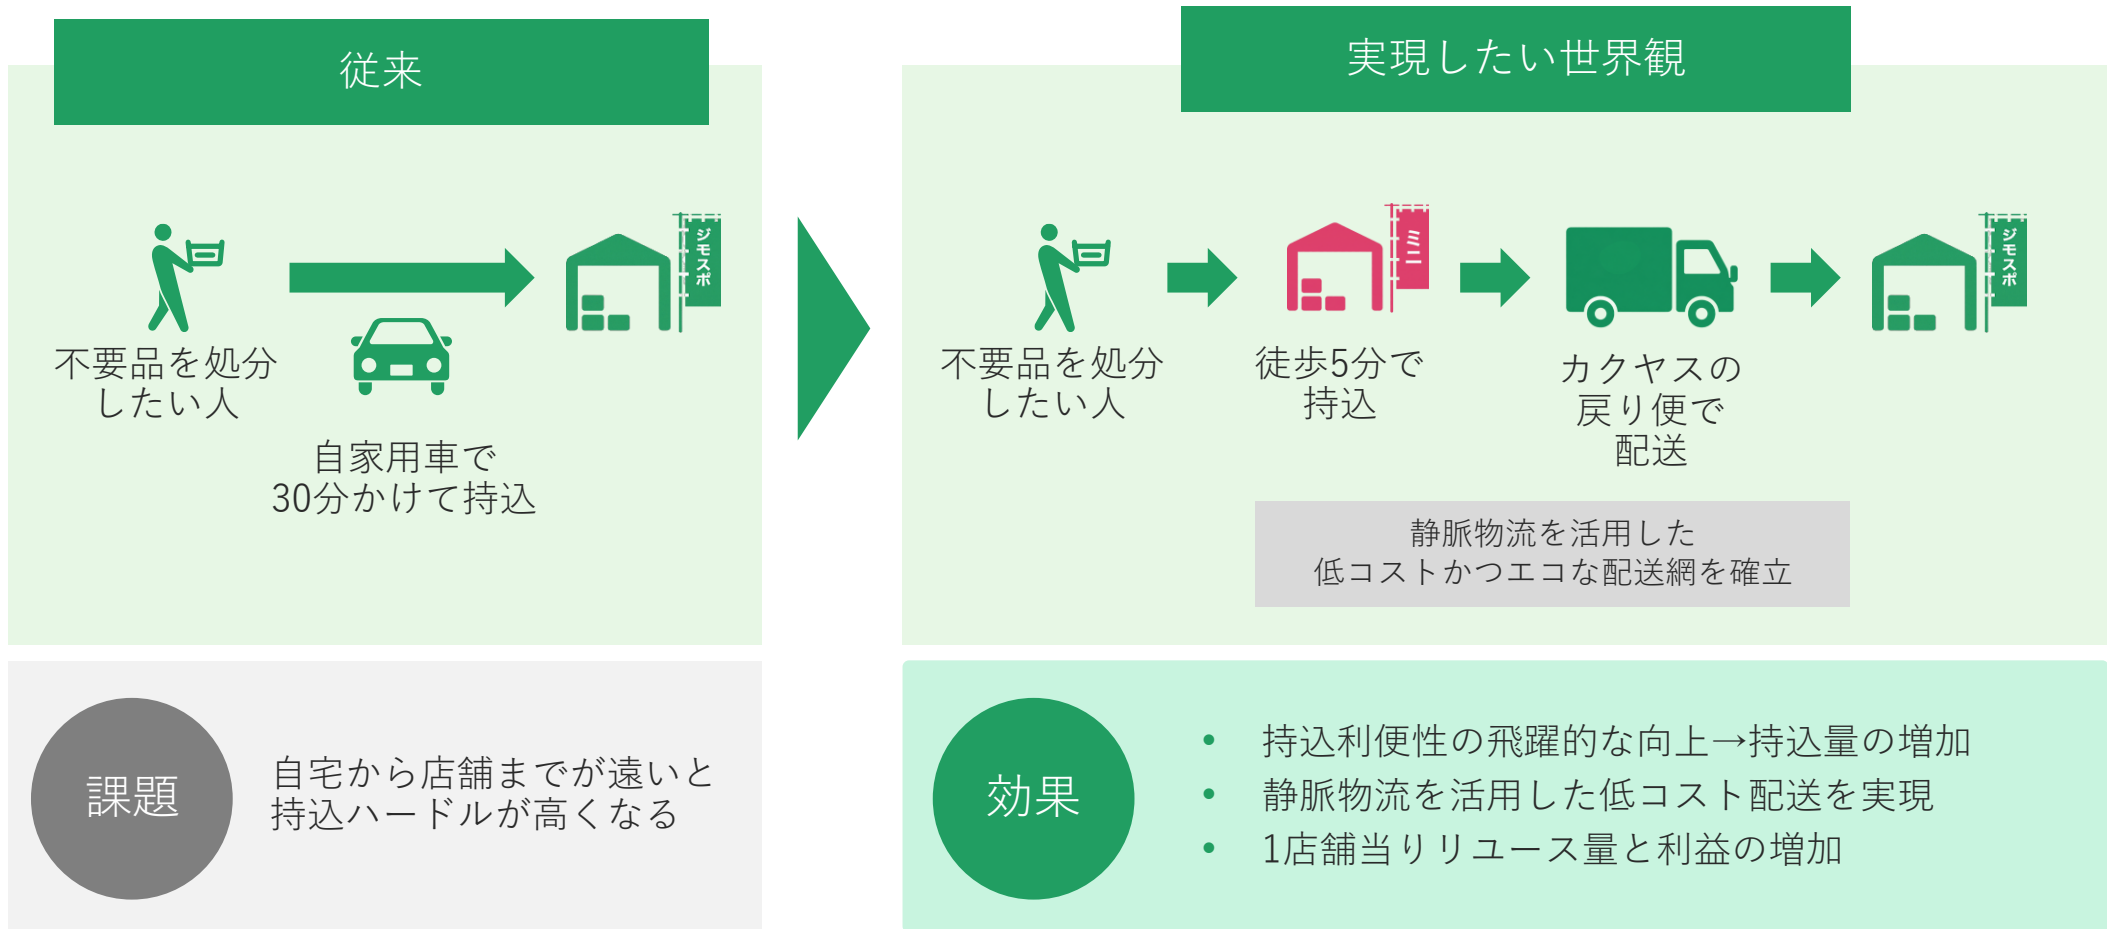 従来
ジモスポ
不要品を処分
したい人
自家用車で
30分かけて持込
課題
自宅から店舗までが遠いと
持込ハードルが高くなる
実現したい世界観
不要品を処分
したい人
ミニ
徒歩5分で
持込
カクヤスの
戻り便で
配送
ジモスポ
静脈物流を活用した
低コストかつエコな配送網を確立
効果
• 持込利便性の飛躍的な向上→持込量の増加
• 静脈物流を活用した低コスト配送を実現
• 1店舗当りリユース量と利益の増加